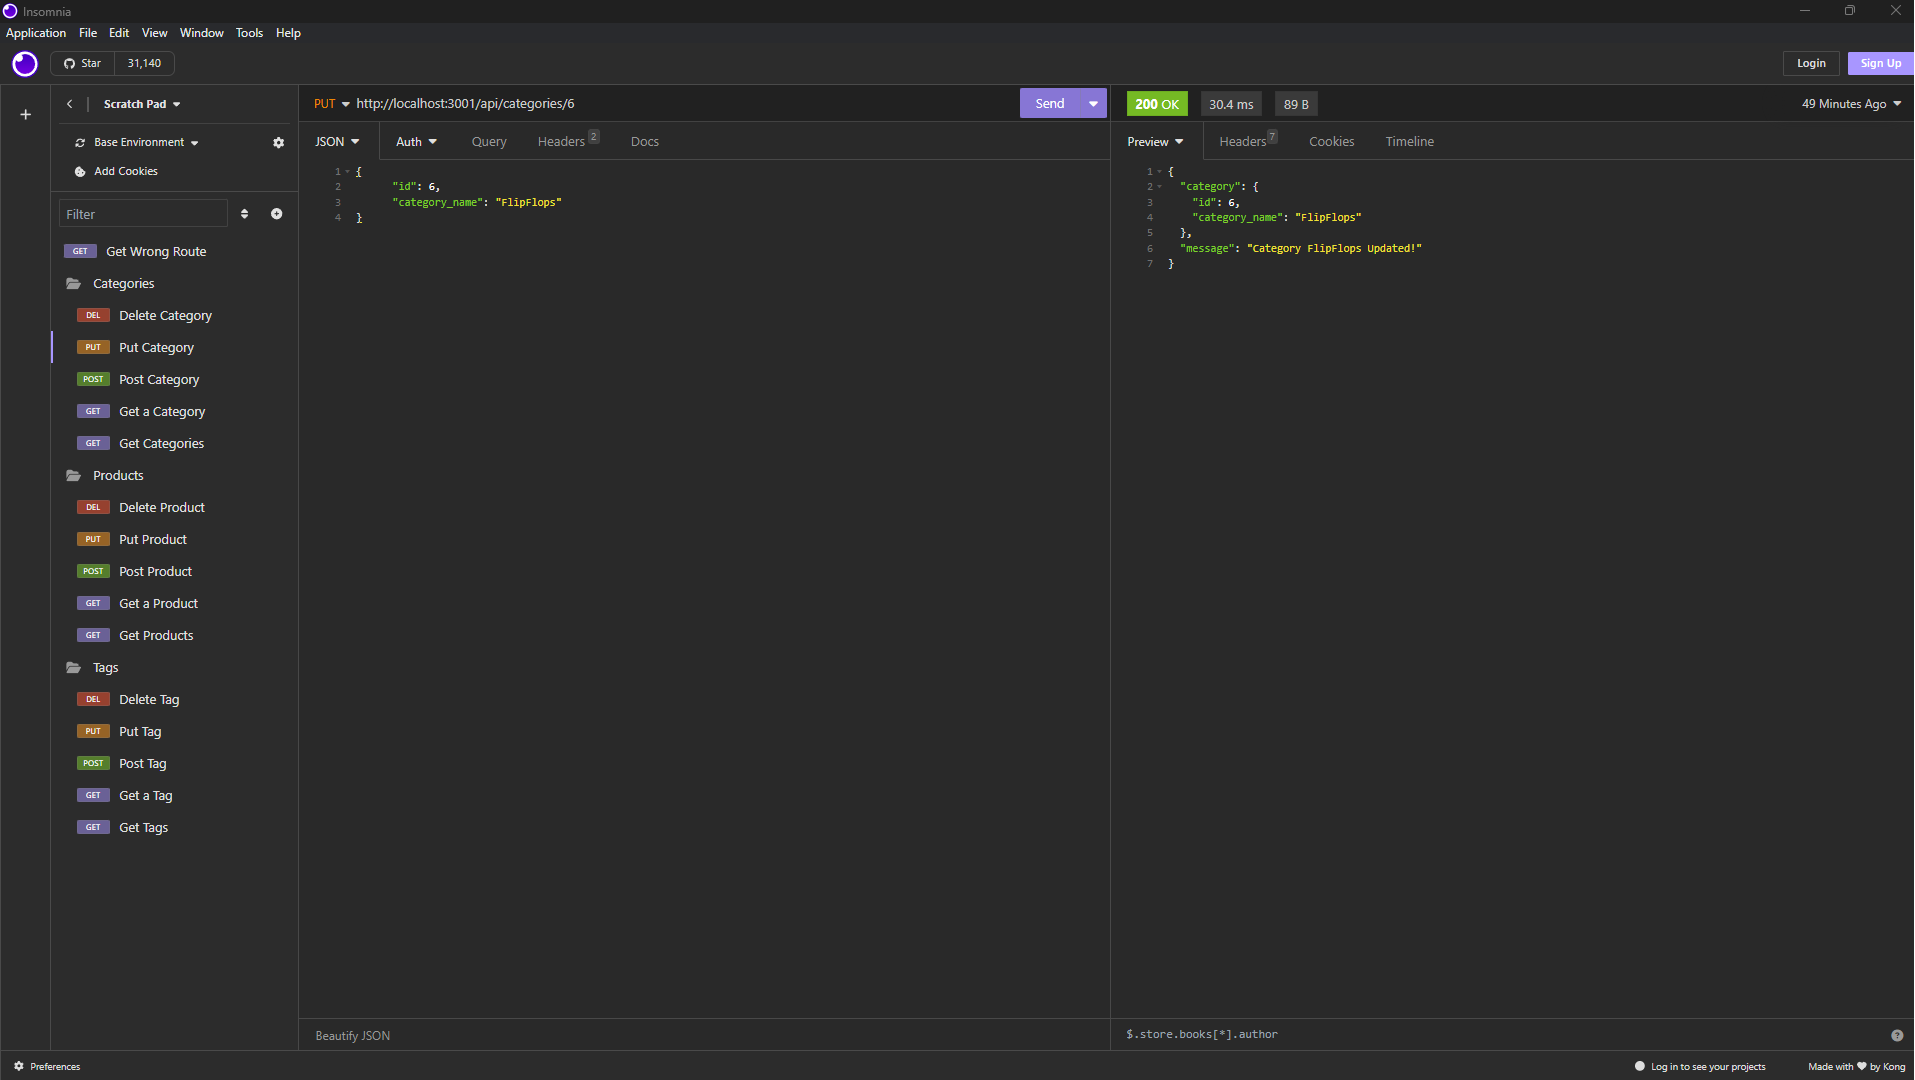 Insomnia
Application File Edit View Window Tools Help
Star 31,140
Login Sign Up
Scratch Pad
Base Environment
Add Cookies
Filter
GET Get Wrong Route
Categories
DEL Delete Category
PUT Put Category
POST Post Category
GET Get a Category
GET Get Categories
Products
DEL Delete Product
PUT Put Product
POST Post Product
GET Get a Product
GET Get Products
Tags
DEL Delete Tag
PUT Put Tag
POST Post Tag
GET Get a Tag
GET Get Tags
PUT http://localhost:3001/api/categories/6 Send
JSON Auth Query Headers 2 Docs
1 {
2 "id": 6,
3 "category_name": "FlipFlops"
4 }
Beautify JSON
200 OK 30.4 ms 89 B 49 Minutes Ago
Preview Headers 7 Cookies Timeline
1 {
2 "category": {
3 "id": 6,
4 "category_name": "FlipFlops"
5 },
6 "message": "Category FlipFlops Updated!"
7 }
$.store.books[*].author ?
Preferences
Log in to see your projects Made with ♥ by Kong